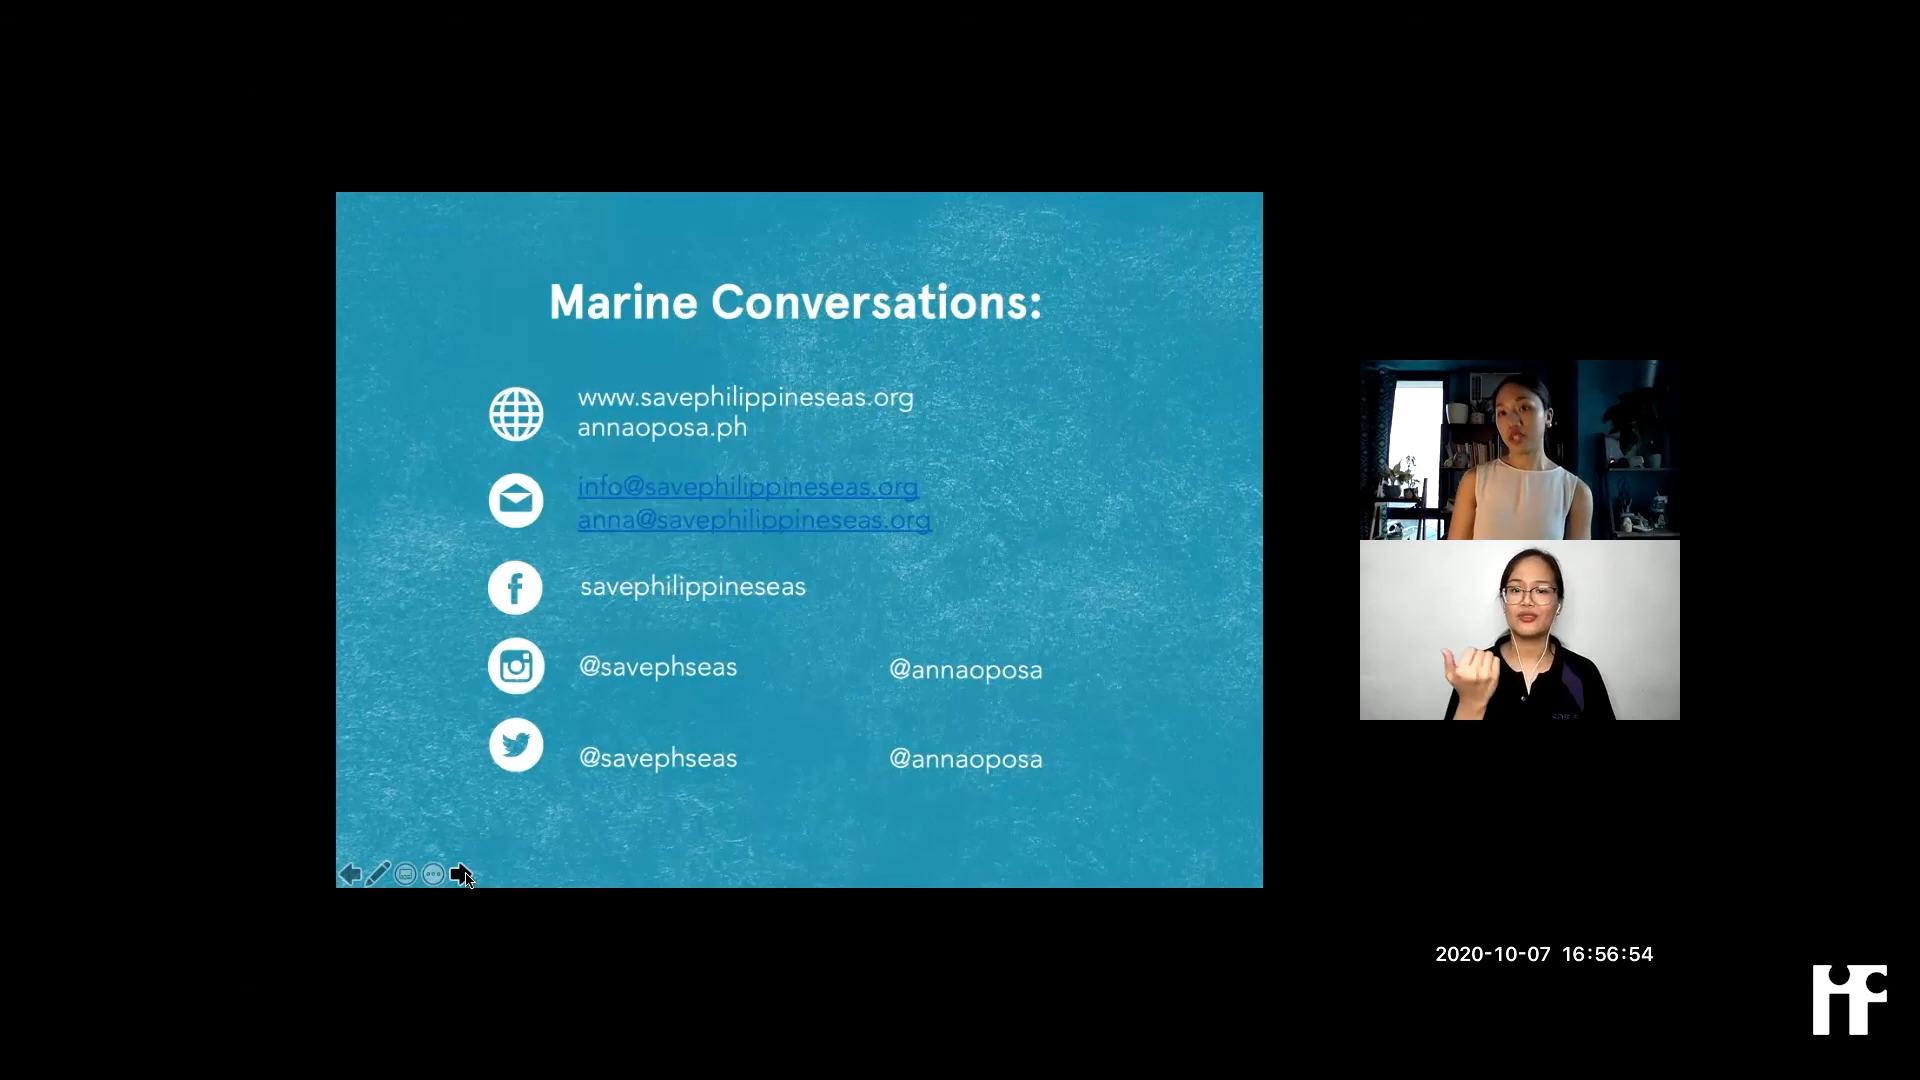 Marine Conversations:
www.savephilippineseas.org
annaoposa.ph
info@savephilippineseas.org
anna@savephilippineseas.org
savephilippineseas
@savephseas @annaoposa
@savephseas @annaoposa
2020-10-07 16:56:54